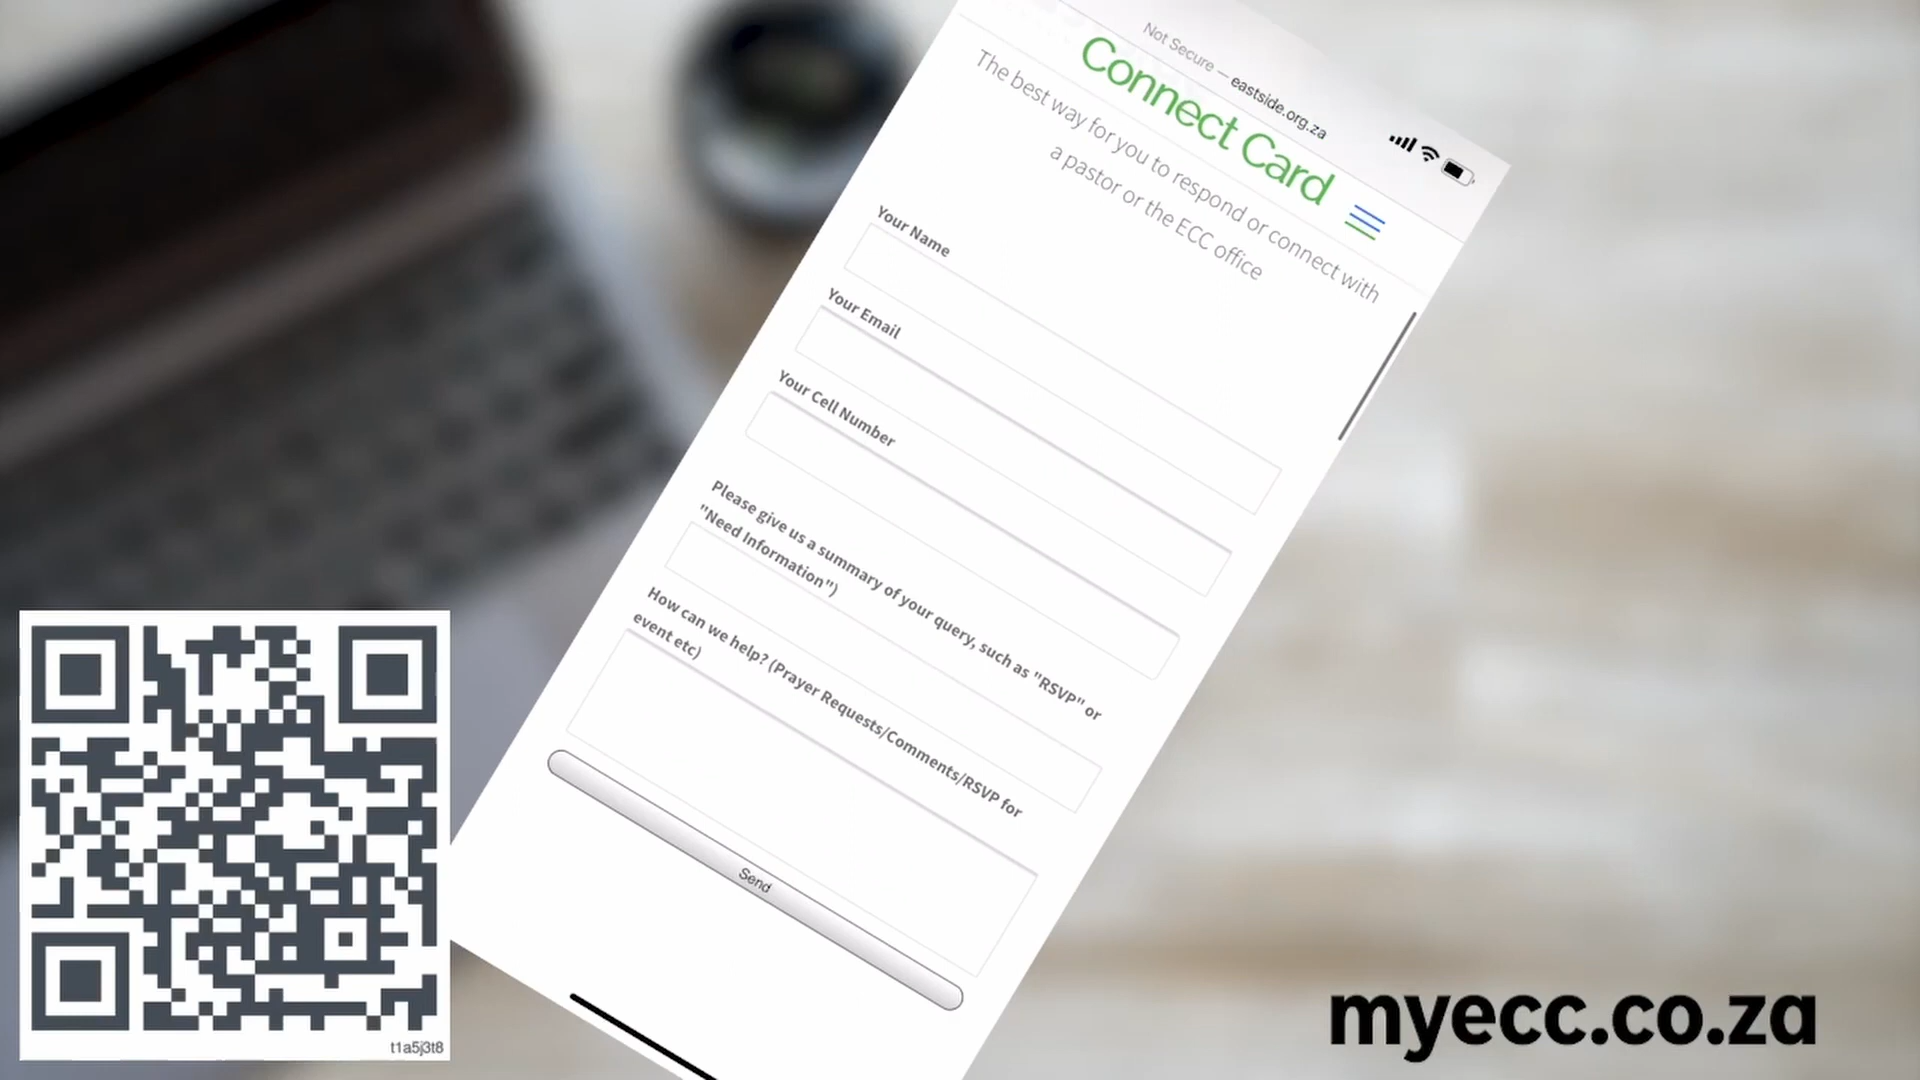 Not Secure — eastside.org.za
Connect Card
The best way for you to respond or connect with
a pastor or the ECC office
Your Name
Your Email
Your Cell Number
Please give us a summary of your query, such as "RSVP" or
"Need Information")
How can we help? (Prayer Requests/Comments/RSVP for
event etc)
Send
t1a5j3t8
myecc.co.za